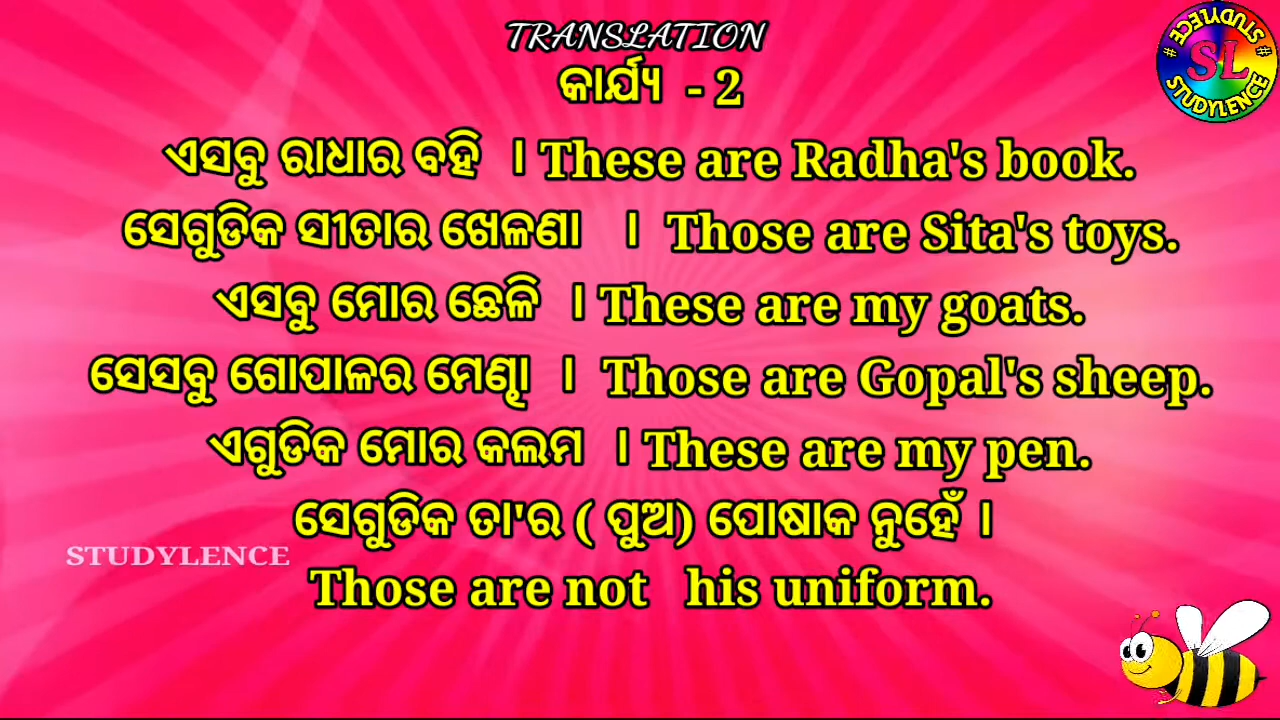 TRANSLATION
କାର୍ଯ୍ୟ - 2
ଏସବୁ ରାଧାର ବହି । These are Radha's book.
ସେଗୁଡିକ ସୀତାର ଖେଳଣା । Those are Sita's toys.
ଏସବୁ ମୋର ଛେଳି । These are my goats.
ସେସବୁ ଗୋପାଳର ମେଣ୍ଢା । Those are Gopal's sheep.
ଏଗୁଡିକ ମୋର କଲମ । These are my pen.
ସେଗୁଡିକ ତା'ର ( ପୁଅ) ପୋଷାକ ନୁହେଁ ।
Those are not his uniform.
STUDYLENCE
STUDYLECE
# SL #
STUDYLENCE